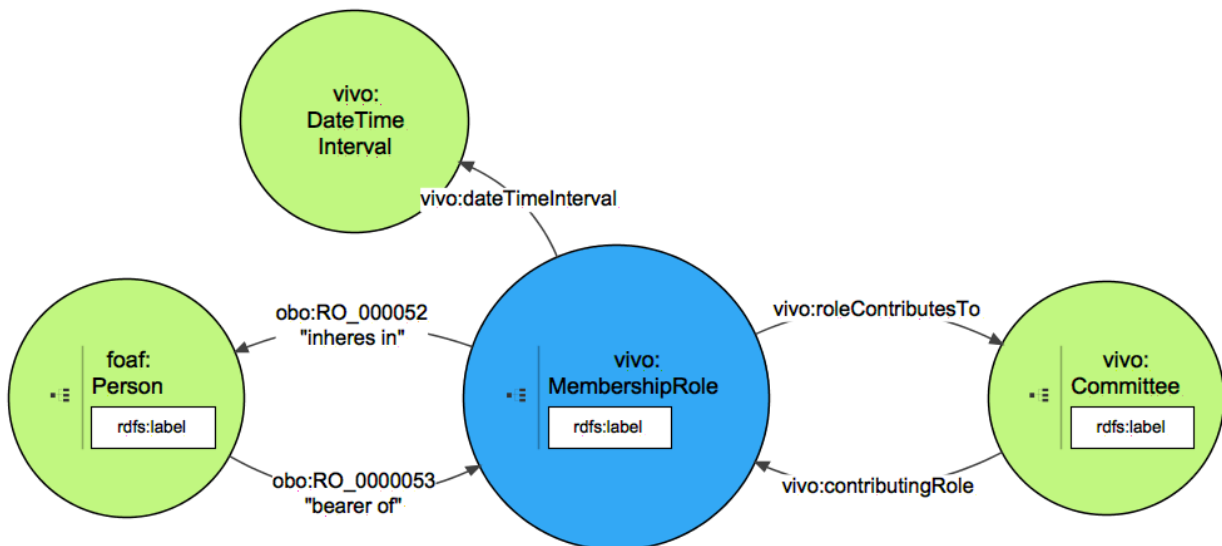 vivo:
DateTime
Interval
vivo:dateTimeInterval
obo:RO_000052
"inheres in"
vivo:roleContributesTo
foaf:
Person
rdfs:label
vivo:
MembershipRole
rdfs:label
vivo:
Committee
rdfs:label
obo:RO_0000053
"bearer of"
vivo:contributingRole